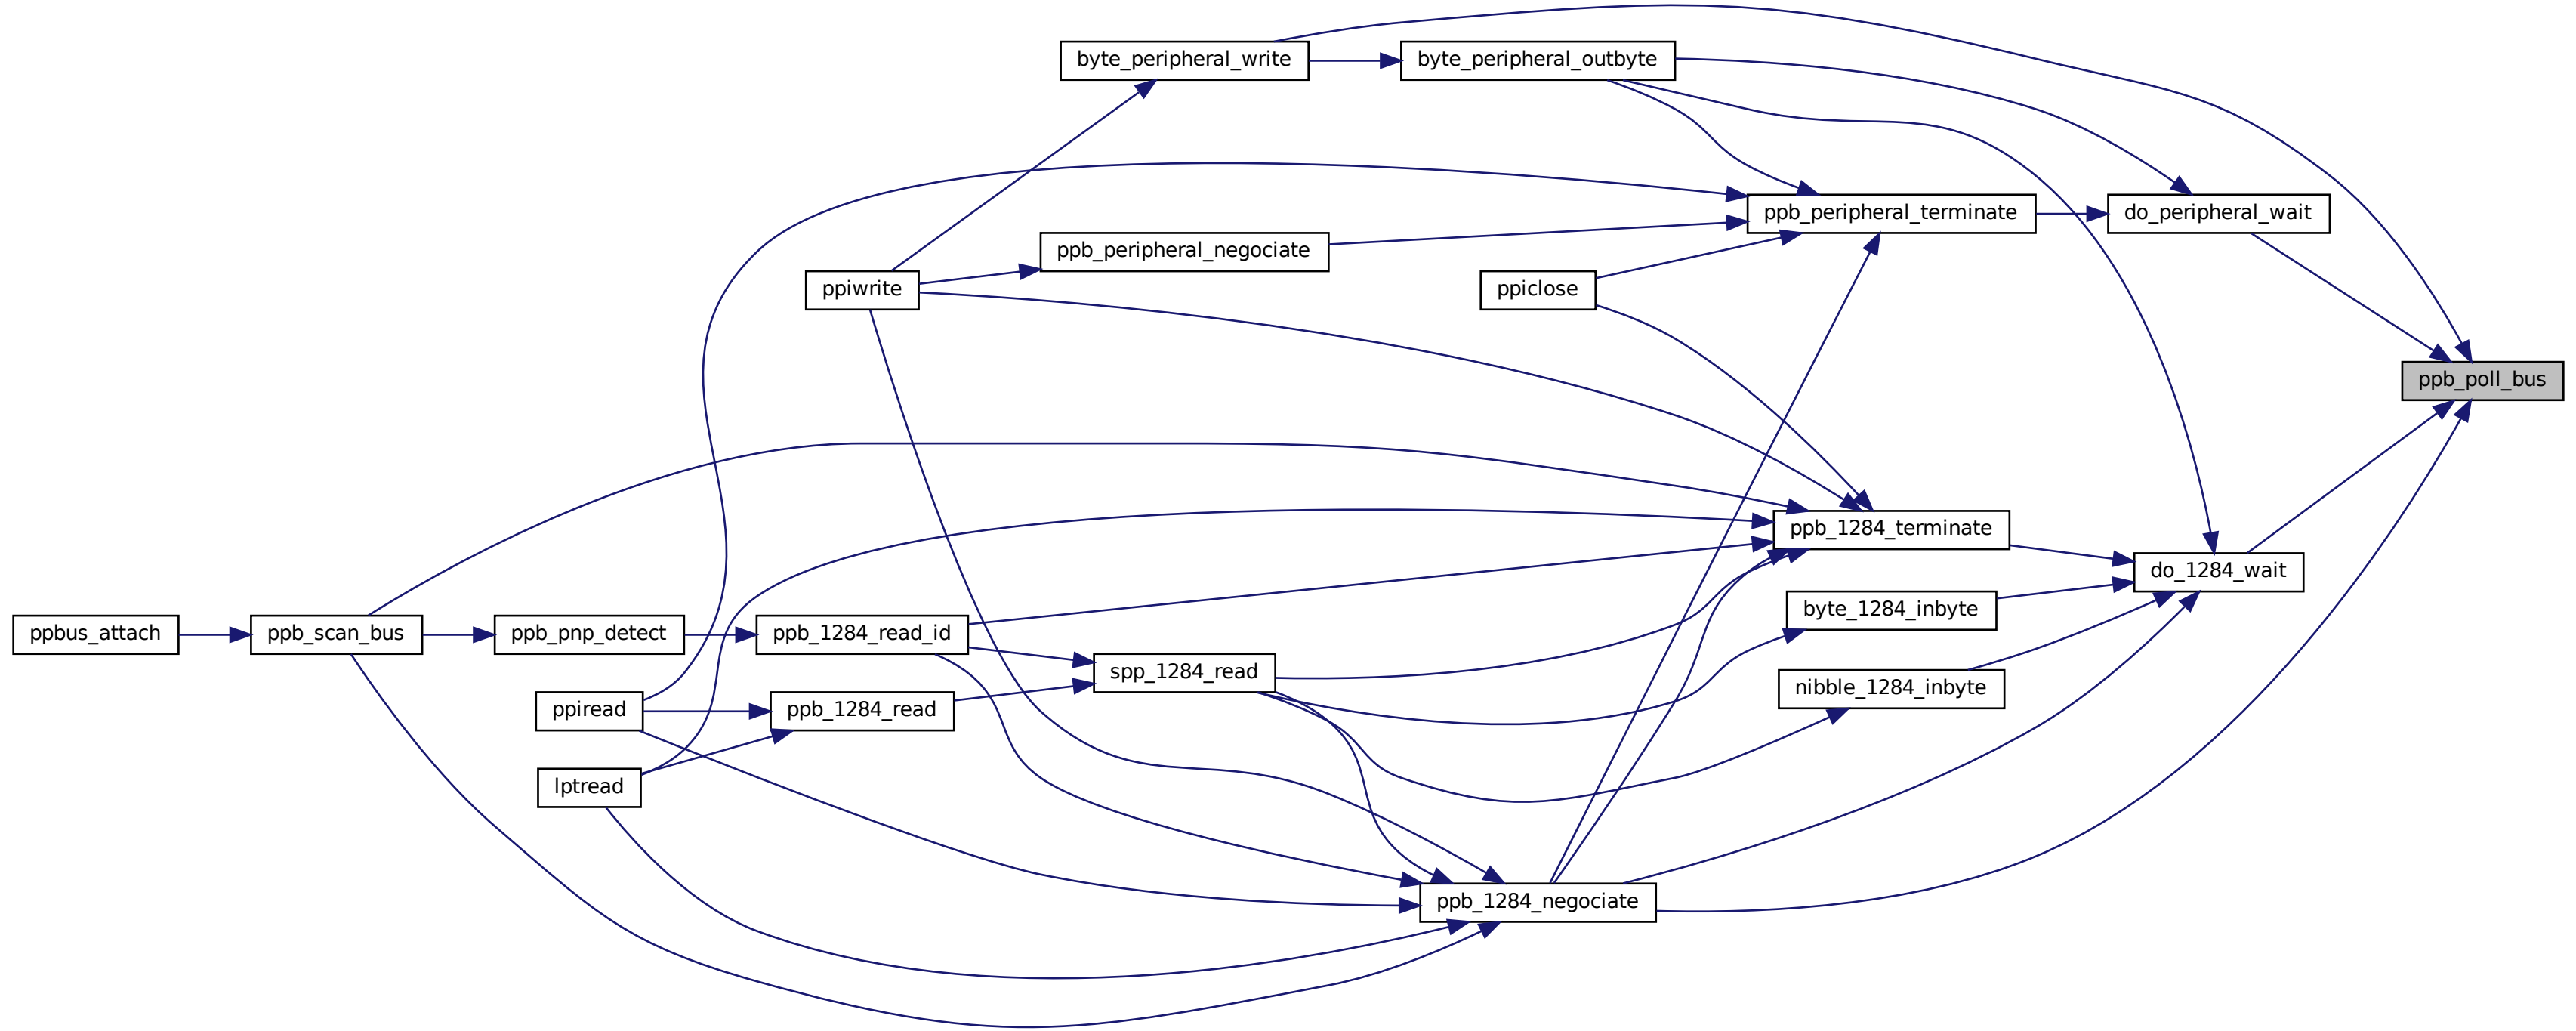 byte_peripheral_write
byte_peripheral_outbyte
ppb_peripheral_terminate
do_peripheral_wait
ppb_peripheral_negociate
ppiwrite
ppiclose
ppb_poll_bus
ppb_1284_terminate
do_1284_wait
byte_1284_inbyte
ppbus_attach
ppb_scan_bus
ppb_pnp_detect
ppb_1284_read_id
spp_1284_read
nibble_1284_inbyte
ppiread
ppb_1284_read
lptread
ppb_1284_negociate